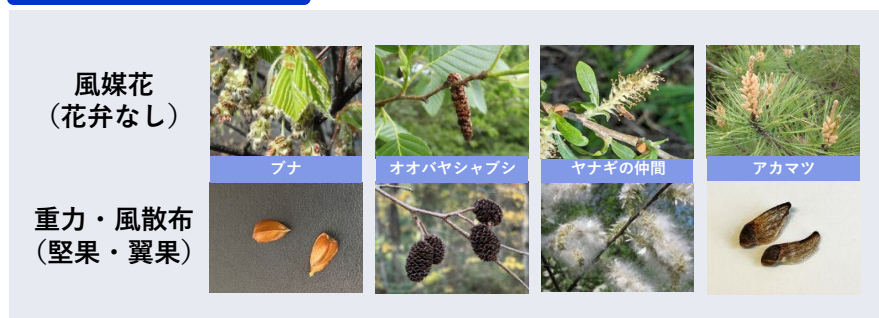 風媒花
（花弁なし）
ブナ
オオバヤシャブシ
ヤナギの仲間
アカマツ
重力・風散布
（堅果・翼果）